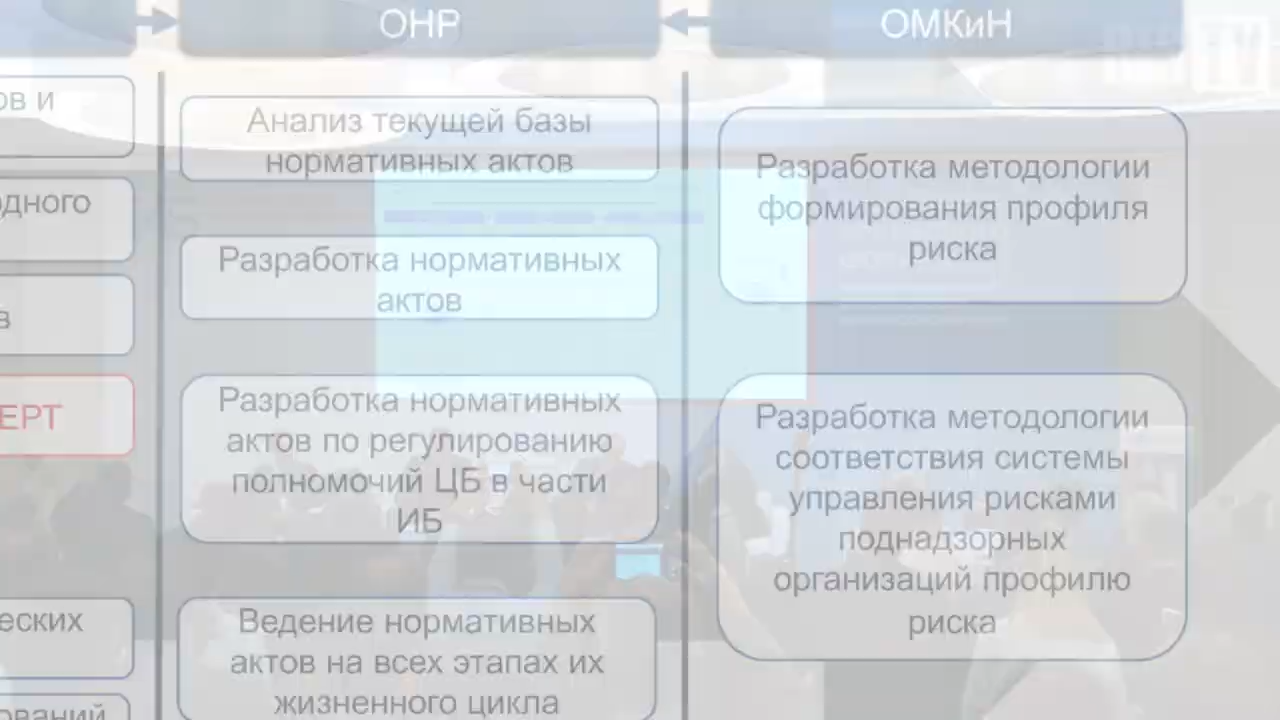 ОНР
ОМКиН
ов и
Анализ текущей базы
нормативных актов
Разработка методологии
формирования профиля
риска
одного
Разработка нормативных
актов
в
ЕРТ
Разработка нормативных
актов по регулированию
полномочий ЦБ в части
ИБ
Разработка методологии
соответствия системы
управления рисками
поднадзорных
организаций профилю
риска
еских
Ведение нормативных
актов на всех этапах их
жизненного цикла
ований